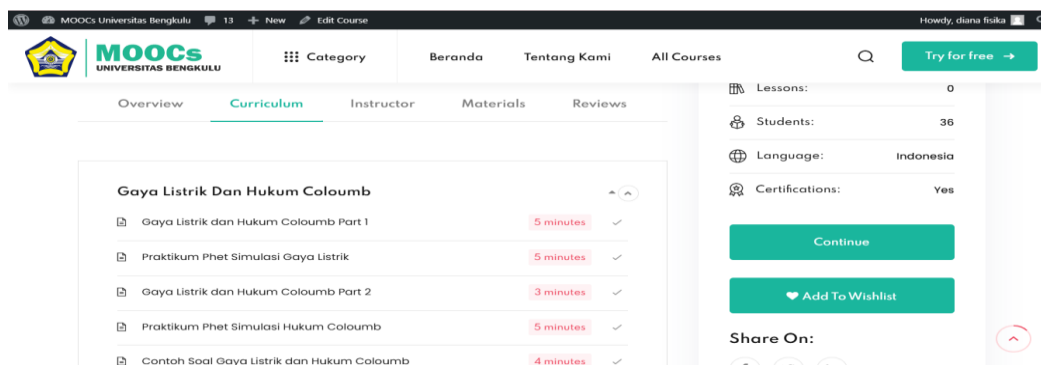 MOOCs Universitas Bengkulu 13 New Edit Course Howdy, diana fisika
MOOCs
UNIVERSITAS BENGKULU
Category Beranda Tentang Kami All Courses Try for free →
Overview Curriculum Instructor Materials Reviews
Lessons: 0
Students: 36
Language: Indonesia
Certifications: Yes
Continue
Add To Wishlist
Share On:
Gaya Listrik Dan Hukum Coloumb
Gaya Listrik dan Hukum Coloumb Part 1 5 minutes
Praktikum Phet Simulasi Gaya Listrik 5 minutes
Gaya Listrik dan Hukum Coloumb Part 2 3 minutes
Praktikum Phet Simulasi Hukum Coloumb 5 minutes
Contoh Soal Gaya Listrik dan Hukum Coloumb 4 minutes